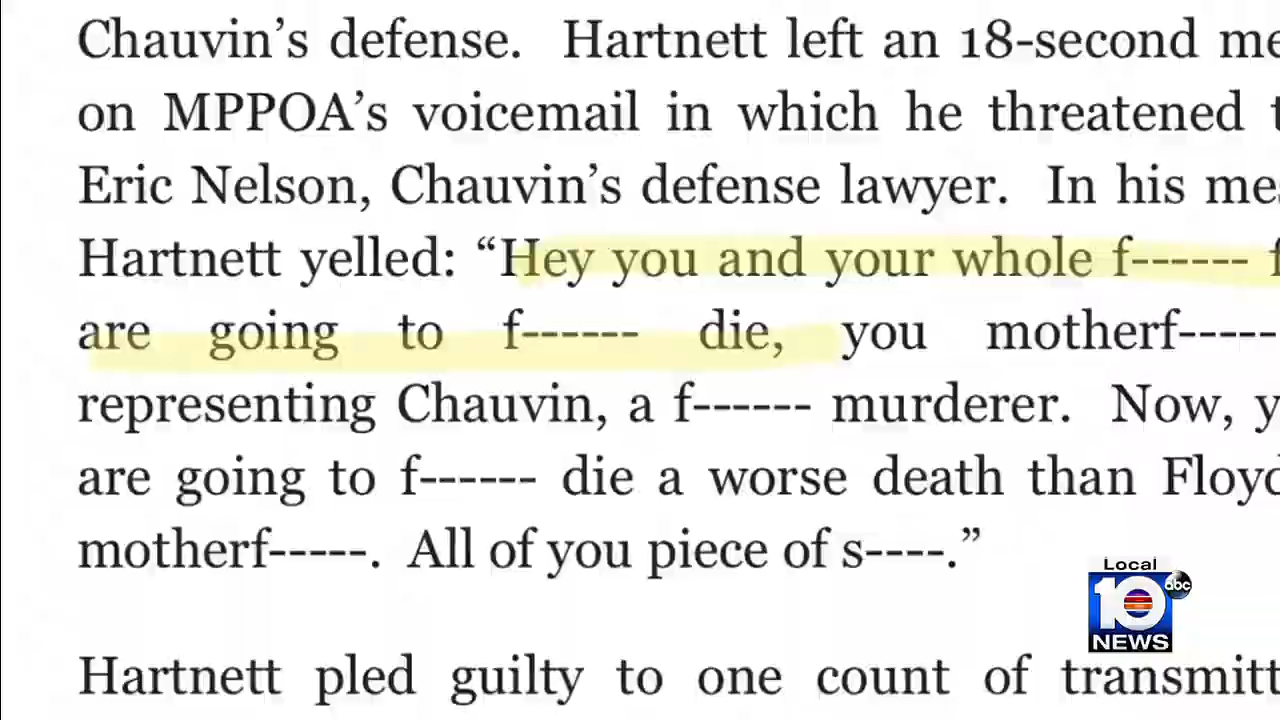 Chauvin’s defense.  Hartnett left an 18-second
on MPPOA’s voicemail in which he threatened
Eric Nelson, Chauvin’s defense lawyer.  In his
Hartnett yelled: “Hey you and your whole f------
are going to f------ die, you motherf-----
representing Chauvin, a f------ murderer.  Now,
are going to f------ die a worse death than Floyd
motherf-----.  All of you piece of s----.”
Hartnett pled guilty to one count of
Local
10 abc
NEWS